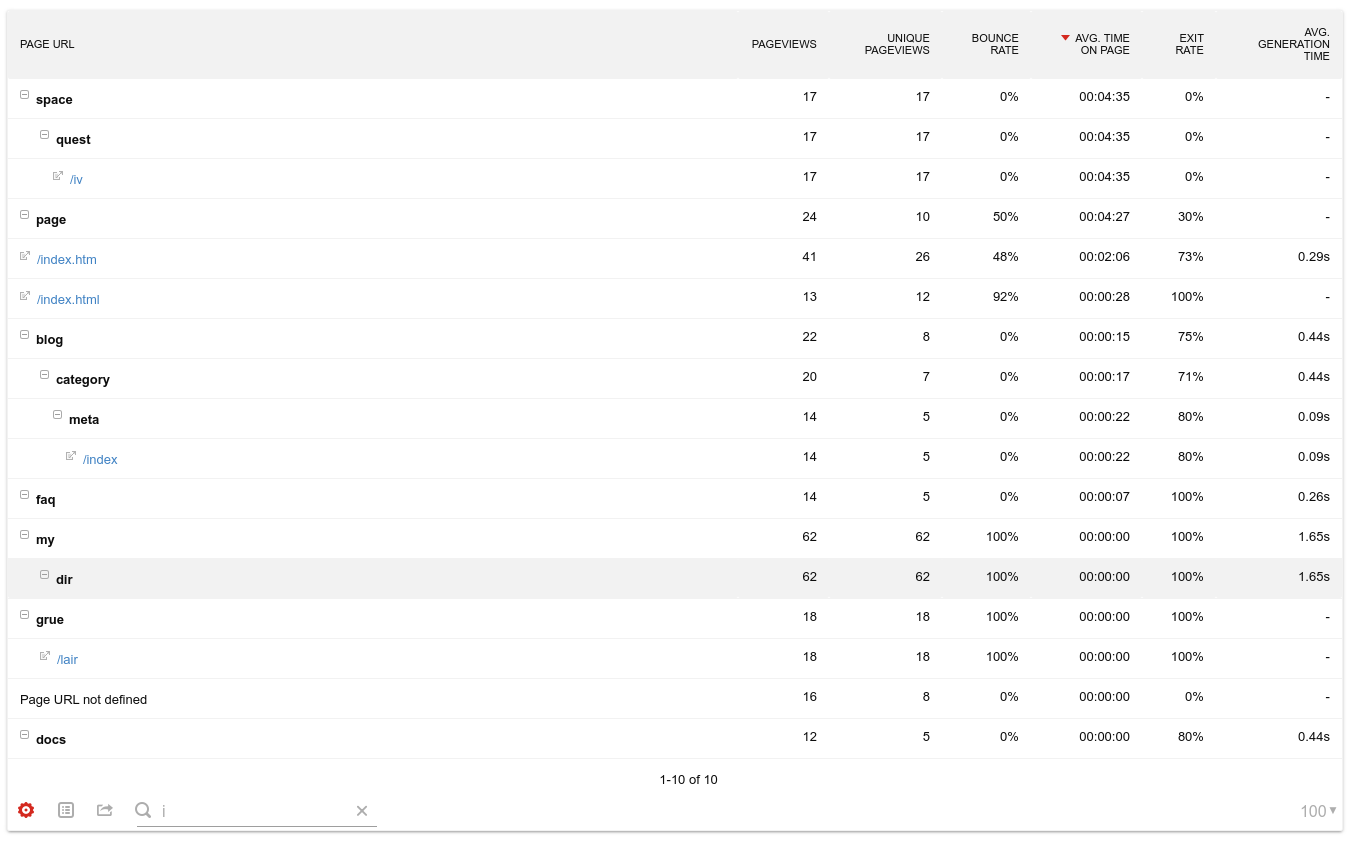 PAGE URL PAGEVIEWS UNIQUE PAGEVIEWS BOUNCE RATE AVG. TIME ON PAGE EXIT RATE AVG. GENERATION TIME
space 17 17 0% 00:04:35 0% -
quest 17 17 0% 00:04:35 0% -
/iv 17 17 0% 00:04:35 0% -
page 24 10 50% 00:04:27 30% -
/index.htm 41 26 48% 00:02:06 73% 0.29s
/index.html 13 12 92% 00:00:28 100% -
blog 22 8 0% 00:00:15 75% 0.44s
category 20 7 0% 00:00:17 71% 0.44s
meta 14 5 0% 00:00:22 80% 0.09s
/index 14 5 0% 00:00:22 80% 0.09s
faq 14 5 0% 00:00:07 100% 0.26s
my 62 62 100% 00:00:00 100% 1.65s
dir 62 62 100% 00:00:00 100% 1.65s
grue 18 18 100% 00:00:00 100% -
/lair 18 18 100% 00:00:00 100% -
Page URL not defined 16 8 0% 00:00:00 0% -
docs 12 5 0% 00:00:00 80% 0.44s
1-10 of 10
i 100